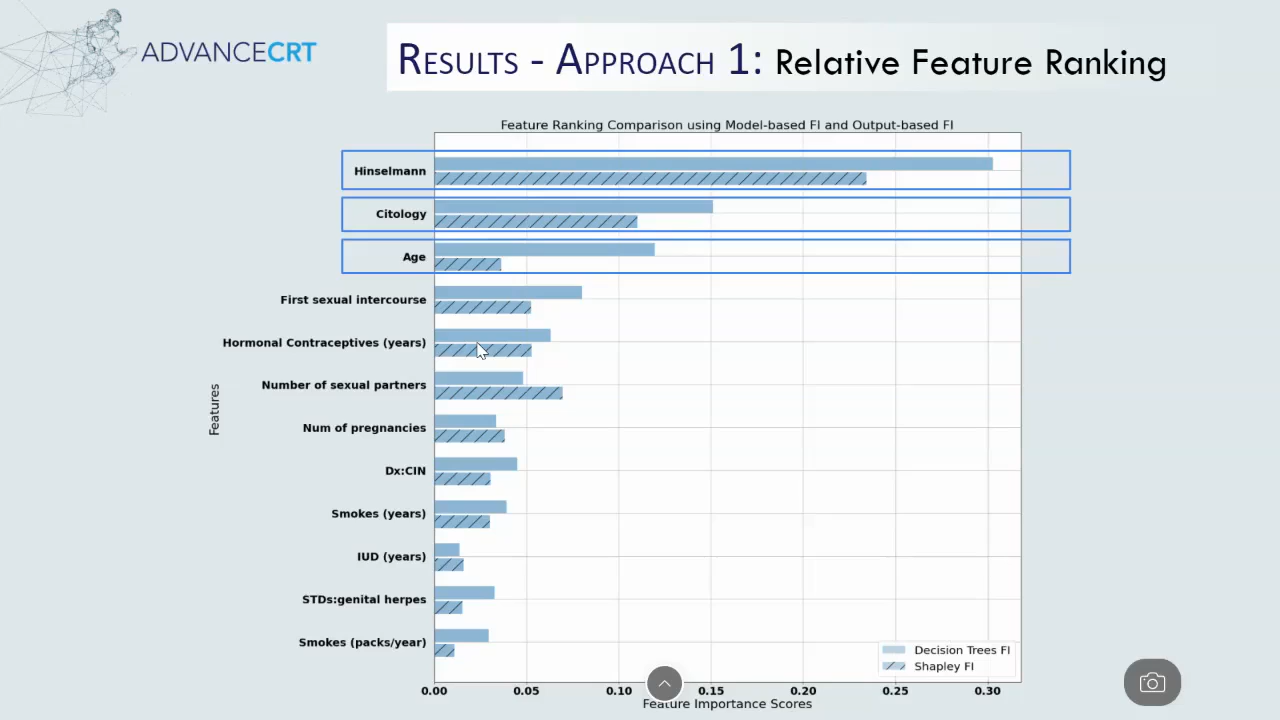 ADVANCECRT
RESULTS - APPROACH 1: Relative Feature Ranking
Feature Ranking Comparison using Model-based FI and Output-based FI
Hinselmann
Citology
Age
First sexual intercourse
Hormonal Contraceptives (years)
Number of sexual partners
Num of pregnancies
Dx:CIN
Smokes (years)
IUD (years)
STDs:genital herpes
Smokes (packs/year)
Features
Decision Trees FI
Shapley FI
0.00 0.05 0.10 0.15 0.20 0.25 0.30
Feature Importance Scores